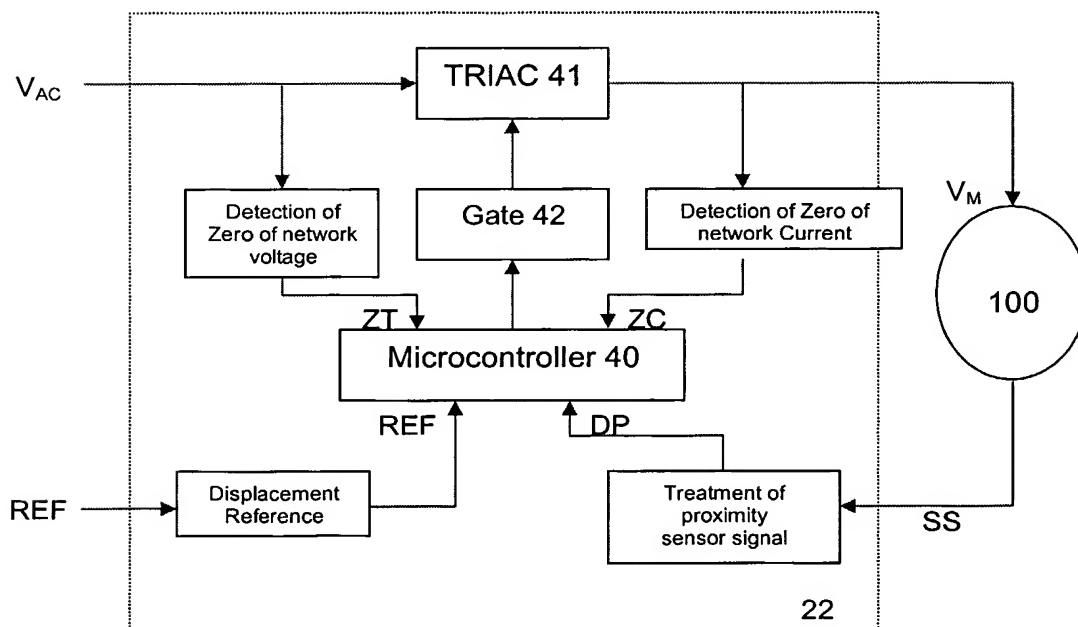 V_AC
TRIAC 41
Detection of
Zero of network
voltage
Gate 42
Detection of Zero of
network Current
V_M
100
ZT
ZC
Microcontroller 40
REF
DP
REF
Displacement
Reference
Treatment of
proximity
sensor signal
SS
22